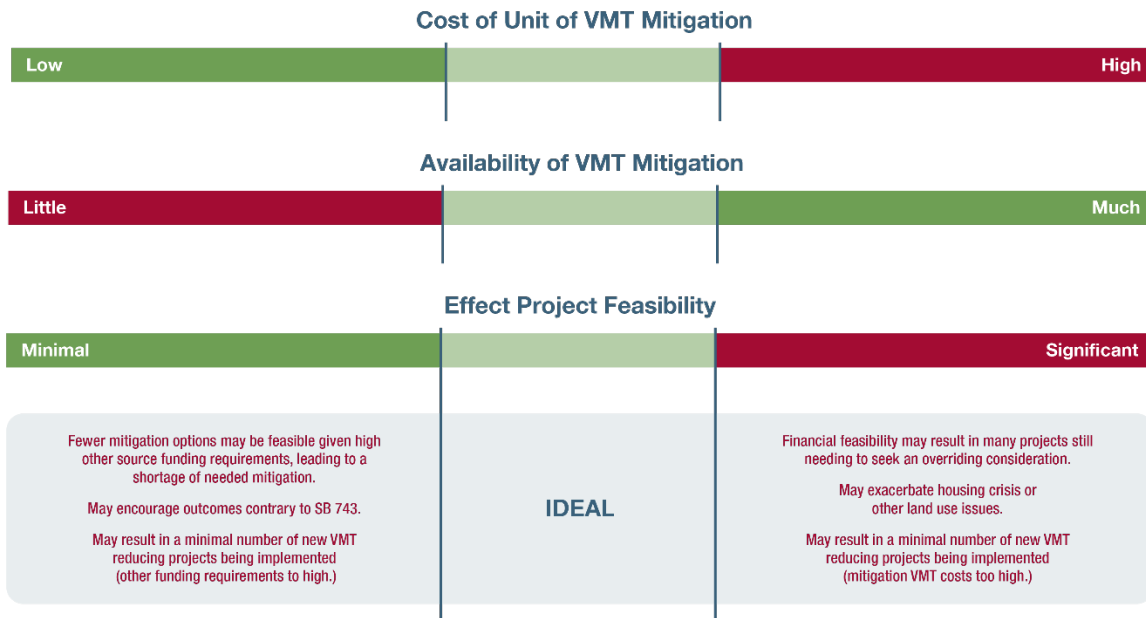 Cost of Unit of VMT Mitigation
Low
High
Availability of VMT Mitigation
Little
Much
Effect Project Feasibility
Minimal
Significant
Fewer mitigation options may be feasible given high
other source funding requirements, leading to a
shortage of needed mitigation.
May encourage outcomes contrary to SB 743.
May result in a minimal number of new VMT
reducing projects being implemented
(other funding requirements to high.)
IDEAL
Financial feasibility may result in many projects still
needing to seek an overriding consideration.
May exacerbate housing crisis or
other land use issues.
May result in a minimal number of new VMT
reducing projects being implemented
(mitigation VMT costs too high.)